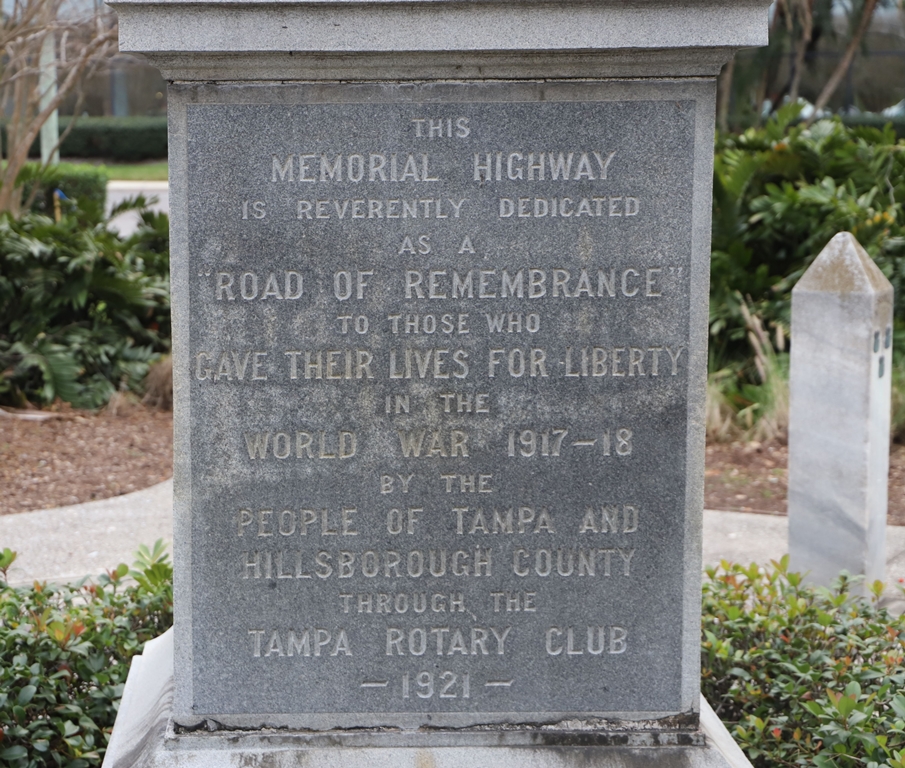 THIS
MEMORIAL HIGHWAY
IS REVERENTLY DEDICATED
AS A
"ROAD OF REMEMBRANCE"
TO THOSE WHO
GAVE THEIR LIVES FOR LIBERTY
IN THE
WORLD WAR 1917-18
BY THE
PEOPLE OF TAMPA AND
HILLSBOROUGH COUNTY
THROUGH THE
TAMPA ROTARY CLUB
- 1921 -